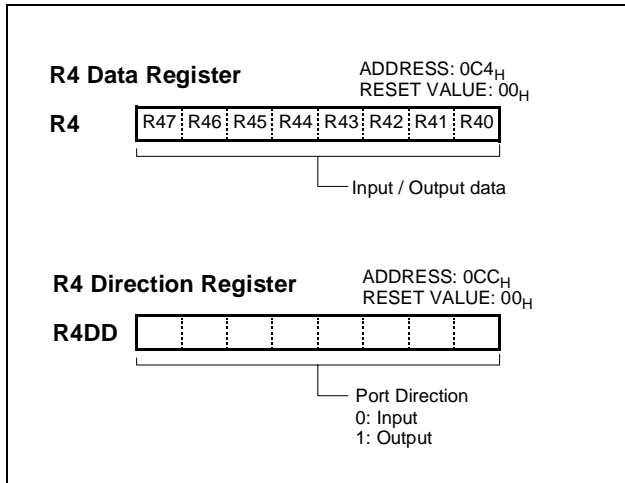 R4 Data Register
ADDRESS: 0C4H
RESET VALUE: 00H
R4
R47 R46 R45 R44 R43 R42 R41 R40
Input / Output data
R4 Direction Register
ADDRESS: 0CCH
RESET VALUE: 00H
R4DD
Port Direction
0: Input
1: Output